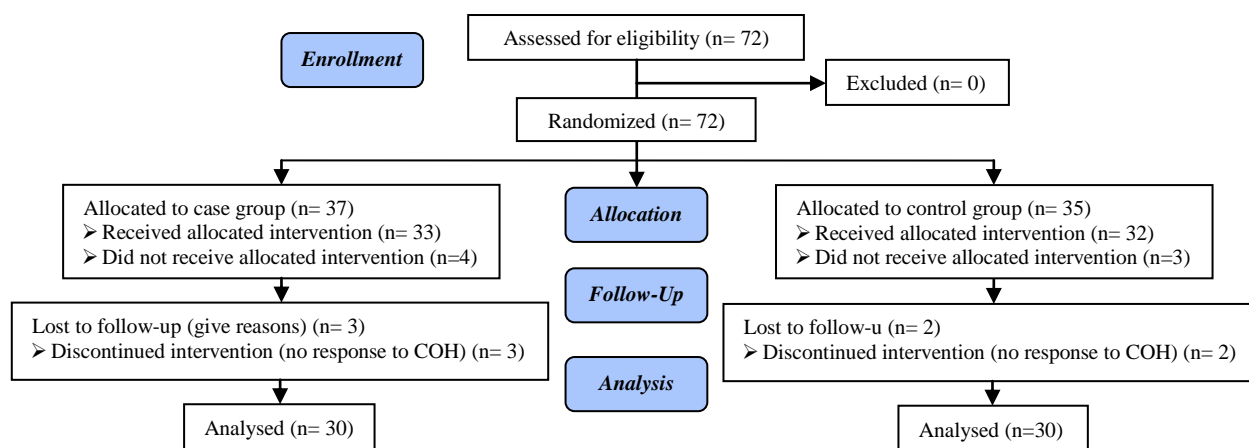 Assessed for eligibility (n= 72)
Enrollment
Excluded (n= 0)
Randomized (n= 72)
Allocated to case group (n= 37)
➤ Received allocated intervention (n= 33)
➤ Did not receive allocated intervention (n=4)
Allocation
Allocated to control group (n= 35)
➤ Received allocated intervention (n= 32)
➤ Did not receive allocated intervention (n=3)
Follow-Up
Lost to follow-up (give reasons) (n= 3)
➤ Discontinued intervention (no response to COH) (n= 3)
Lost to follow-u (n= 2)
➤ Discontinued intervention (no response to COH) (n= 2)
Analysis
Analysed (n= 30)
Analysed (n=30)